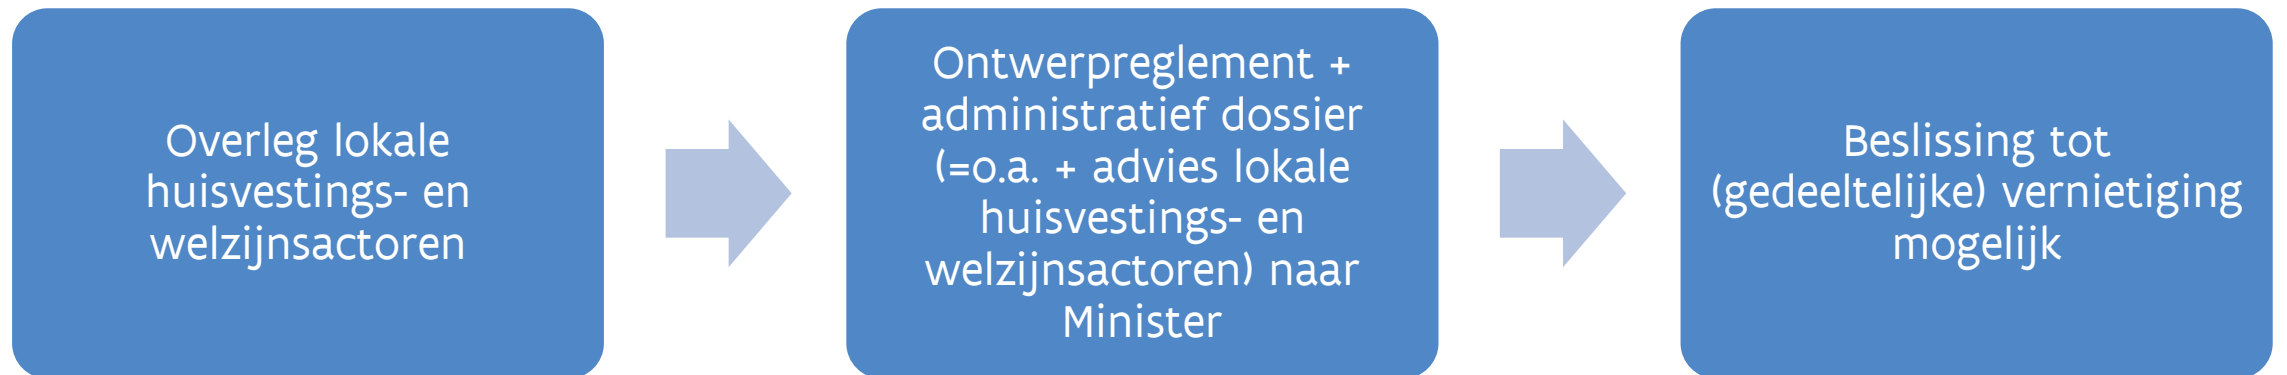 Overleg lokale
huisvestings- en
welzijnsactoren
Ontwerpreglement +
administratief dossier
(=o.a. + advies lokale
huisvestings- en
welzijnsactoren) naar
Minister
Beslissing tot
(gedeeltelijke) vernietiging
mogelijk